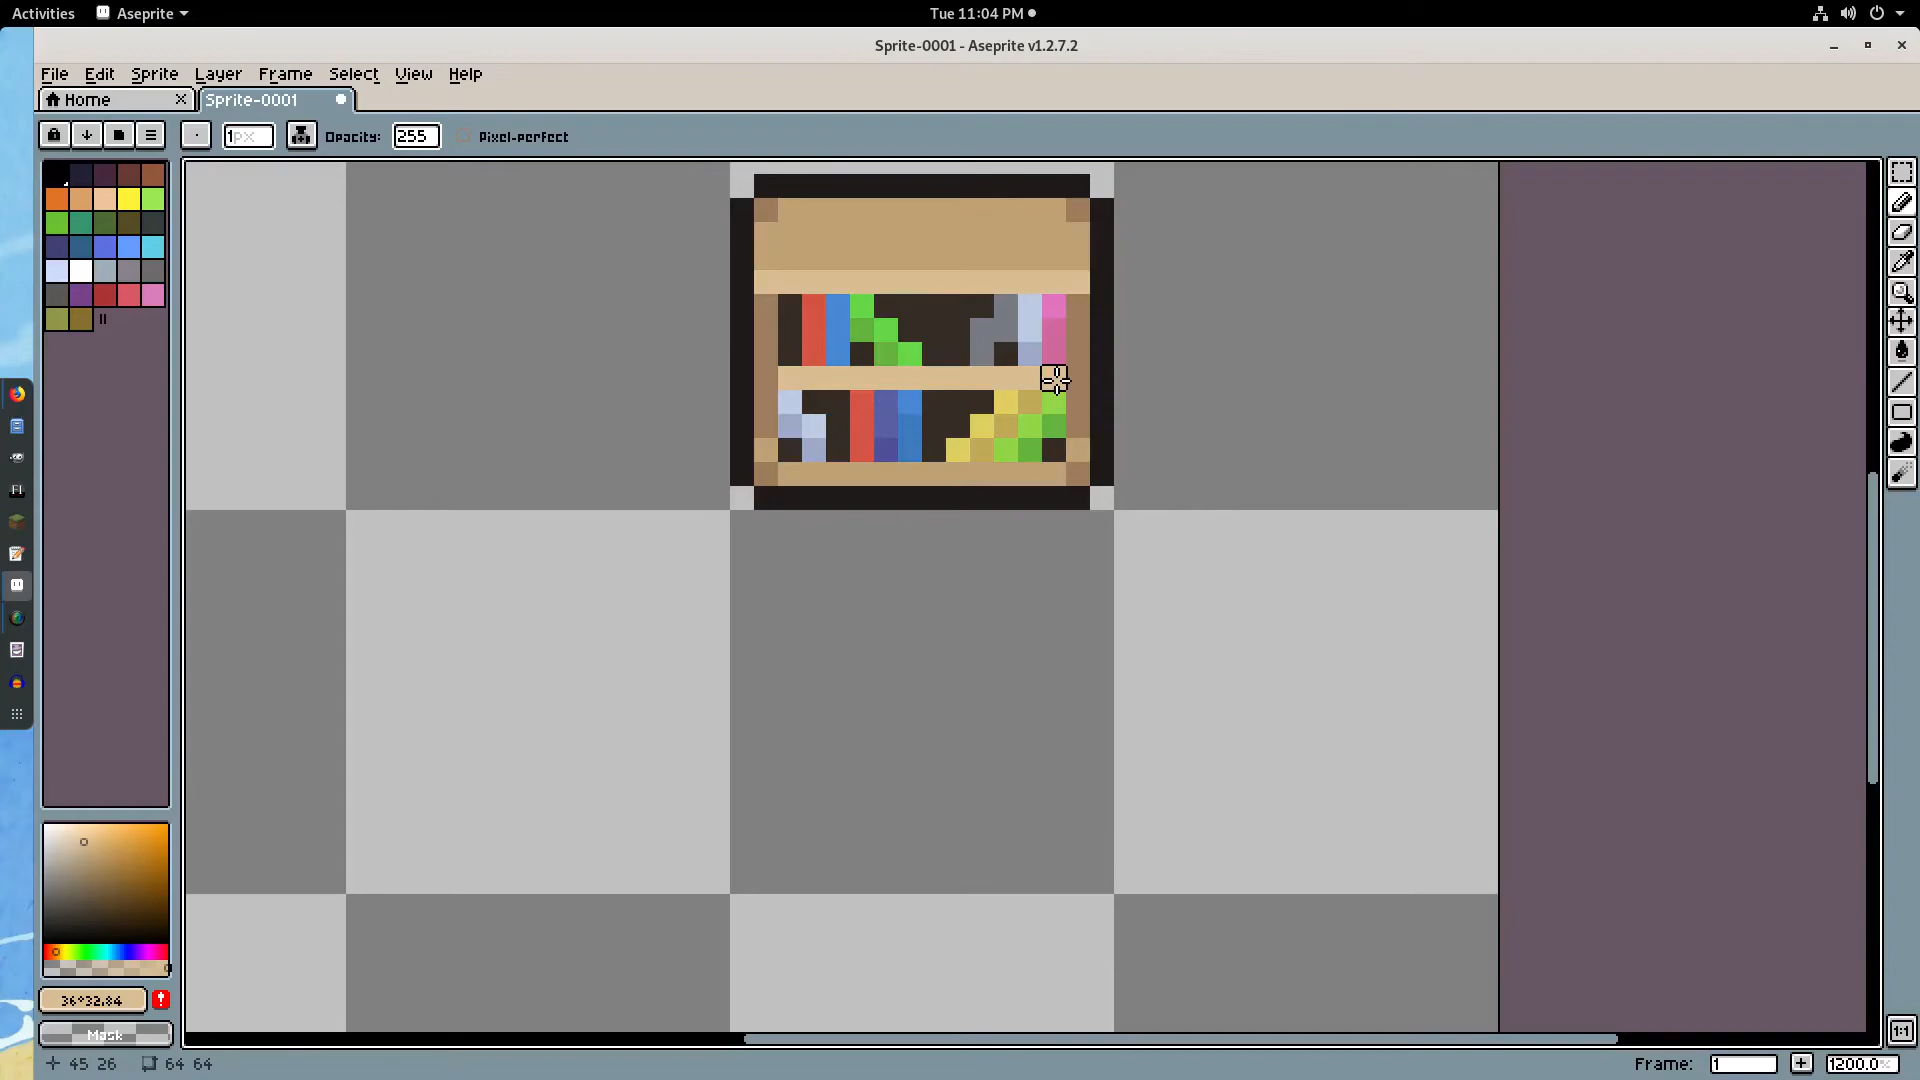 Activities Aseprite Tue 11:04 PM
Sprite-0001 - Aseprite v1.2.7.2
File Edit Sprite Layer Frame Select View Help
Home Sprite-0001
1px Opacity: 255 Pixel-perfect
36°32.84 !
Mask
1:1
45 26 64 64 Frame: 1 + 1200.0%